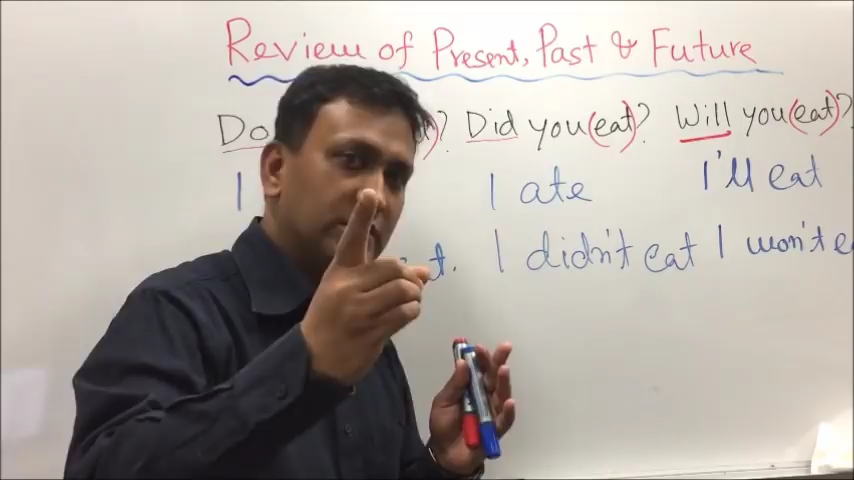 Review of Present, Past & Future
Do ? Did you (eat)? Will you (eat)?
I I ate I'll eat
I didn't eat I won't